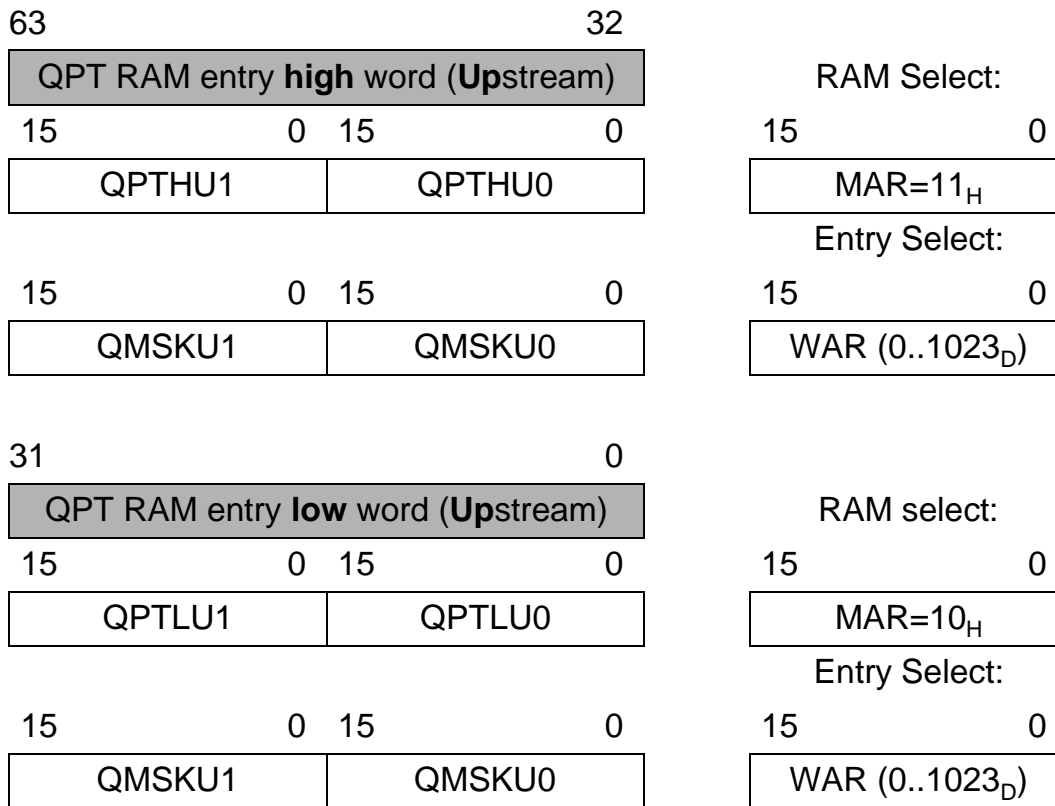 63 32
QPT RAM entry high word (Upstream) RAM Select:
15 0 15 0 15 0
QPTHU1 QPTHU0 MAR=11H
Entry Select:
15 0 15 0 15 0
QMSKU1 QMSKU0 WAR (0..1023D)
31 0
QPT RAM entry low word (Upstream) RAM select:
15 0 15 0 15 0
QPTLU1 QPTLU0 MAR=10H
Entry Select:
15 0 15 0 15 0
QMSKU1 QMSKU0 WAR (0..1023D)